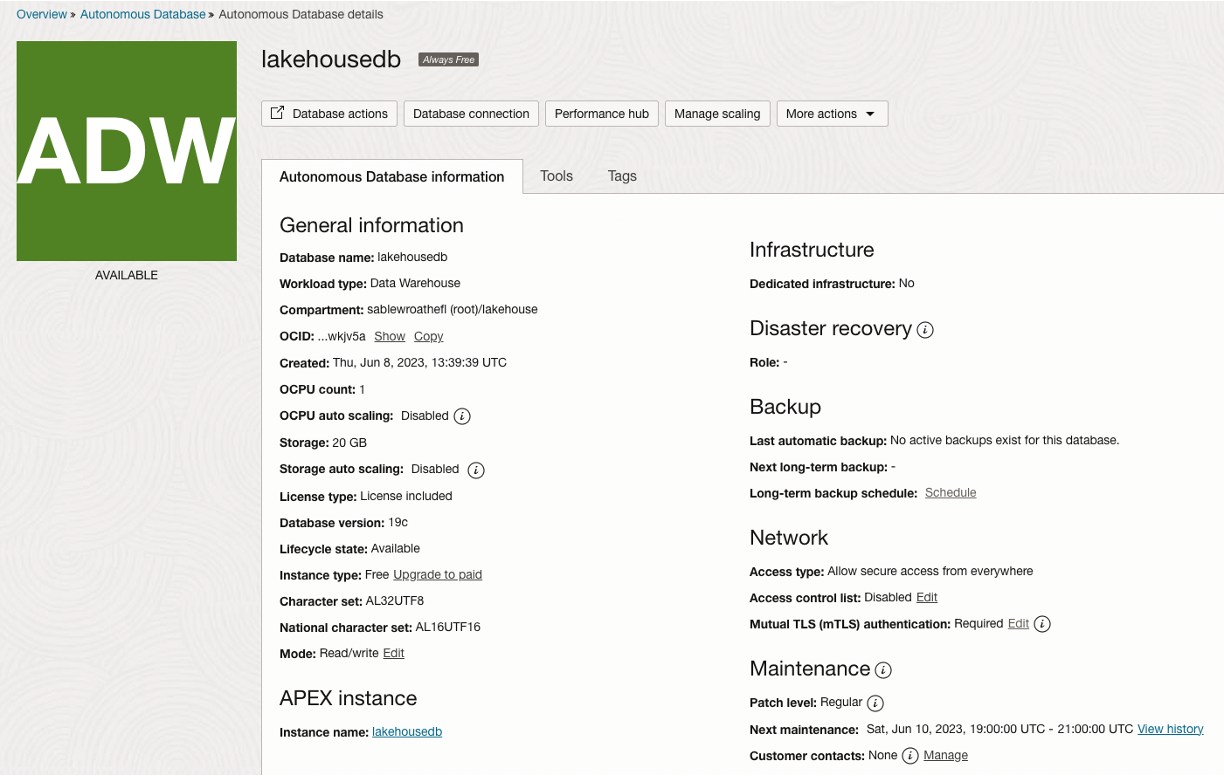 Overview » Autonomous Database » Autonomous Database details
ADW
AVAILABLE
lakehousedb Always Free
Database actions Database connection Performance hub Manage scaling More actions
Autonomous Database information Tools Tags
General information
Database name: lakehousedb
Workload type: Data Warehouse
Compartment: sablewroathefl (root)/lakehouse
OCID: ...wkjv5a Show Copy
Created: Thu, Jun 8, 2023, 13:39:39 UTC
OCPU count: 1
OCPU auto scaling: Disabled i
Storage: 20 GB
Storage auto scaling: Disabled i
License type: License included
Database version: 19c
Lifecycle state: Available
Instance type: Free Upgrade to paid
Character set: AL32UTF8
National character set: AL16UTF16
Mode: Read/write Edit
APEX instance
Instance name: lakehousedb
Infrastructure
Dedicated infrastructure: No
Disaster recovery i
Role: -
Backup
Last automatic backup: No active backups exist for this database.
Next long-term backup: -
Long-term backup schedule: Schedule
Network
Access type: Allow secure access from everywhere
Access control list: Disabled Edit
Mutual TLS (mTLS) authentication: Required Edit i
Maintenance i
Patch level: Regular i
Next maintenance: Sat, Jun 10, 2023, 19:00:00 UTC - 21:00:00 UTC View history
Customer contacts: None i Manage